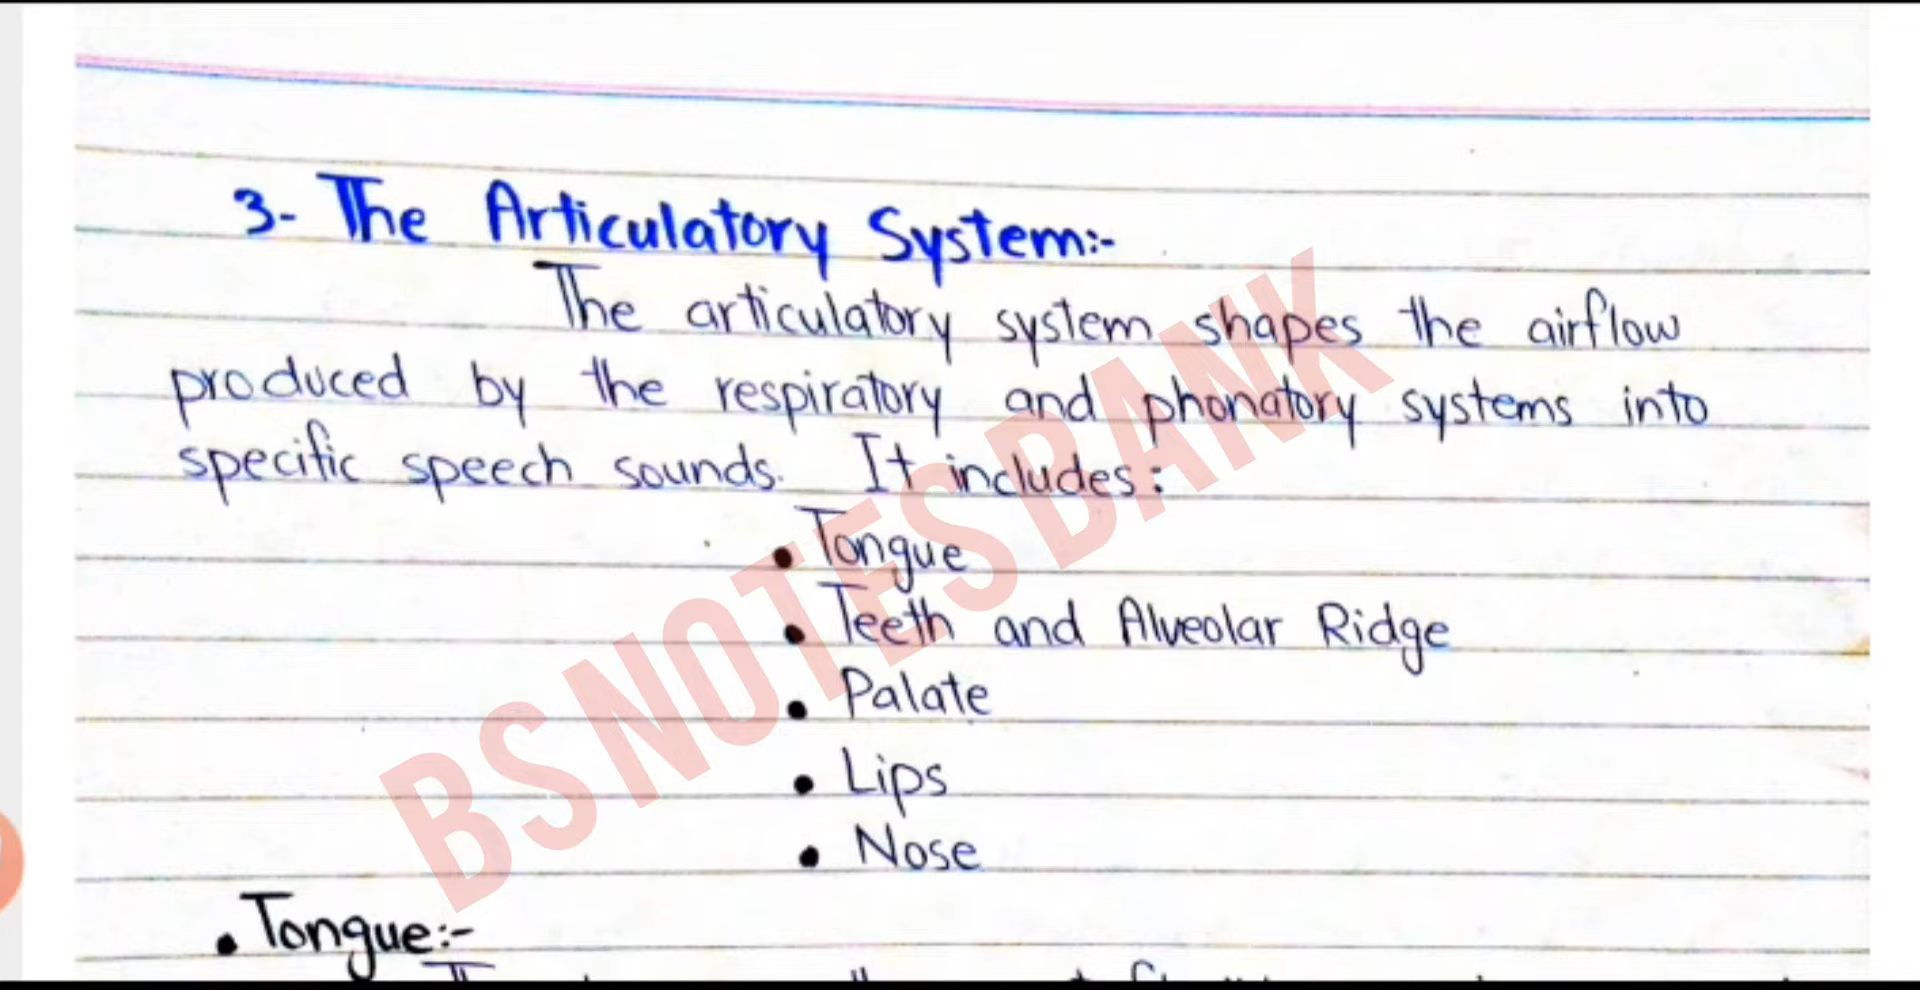 3- The Articulatory System:-
The articulatory system shapes the airflow
produced by the respiratory and phonatory systems into
specific speech sounds. It includes:
• Tongue
• Teeth and Alveolar Ridge
• Palate
• Lips
• Nose
• Tongue:-
BSNOTESBANK